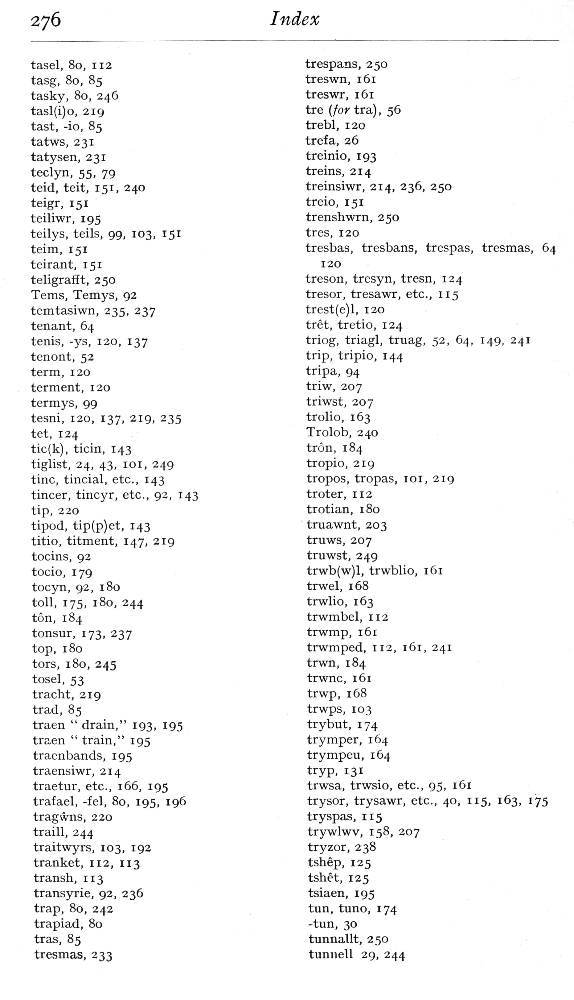 276 Index
tasel, 80, 112
tasg, 80, 85
tasky, 80, 246
tasl(i)o, 219
tast, -io, 85
tatws, 231
tatysen, 231
teclyn, 55, 79
teid, teit, 151, 240
teigr, 151
teiliwr, 195
teilys, teils, 99, 103, 151
teim, 151
teirant, 151
teligrafft, 250
Tems, Temys, 92
temtasiwn, 235, 237
tenant, 64
tenis, -ys, 120, 137
tenont, 52
term, 120
terment, 120
termys, 99
tesni, 120, 137, 219, 235
tet, 124
tic(k), ticin, 143
tiglist, 24, 43, 101, 249
tinc, tincial, etc., 143
tincer, tincyr, etc., 92, 143
tip, 220
tipod, tip(p)et, 143
titio, titment, 147, 219
tocins, 92
tocio, 179
tocyn, 92, 180
toll, 175, 180, 244
tôn, 184
tonsur, 173, 237
top, 180
tors, 180, 245
tosel, 53
tracht, 219
trad, 85
traen “ drain,” 193, 195
traen “ train,” 195
traenbands, 195
traensiwr, 214
traetur, etc., 166, 195
trafael, -fel, 80, 195, 196
tragŵns, 220
traill, 244
traitwyrs, 103, 192
tranket, 112, 113
transh, 113
transyrie, 92, 236
trap, 80, 242
trapiad, 80
tras, 85
tresmas, 233
trespans, 250
treswn, 161
treswr, 161
tre (for tra), 56
trebl, 120
trefa, 26
treinio, 193
treins, 214
treinsiwr, 214, 236, 250
treio, 151
trenshwrn, 250
tres, 120
tresbas, tresbans, trespas, tresmas, 64
120
treson, tresyn, tresn, 124
tresor, tresawr, etc., 115
trest(e)l, 120
trêt, tretio, 124
triog, triagl, truag, 52, 64, 149, 241
trip, tripio, 144
tripa, 94
triw, 207
triwst, 207
trolio, 163
Trolob, 240
trôn, 184
tropio, 219
tropos, tropas, 101, 219
troter, 112
trotian, 180
truawnt, 203
truws, 207
truwst, 249
trwb(w)l, trwblio, 161
trwel, 168
trwlio, 163
trwmbel, 112
trwmp, 161
trwmped, 112, 161, 241
trwn, 184
trwnc, 161
trwp, 168
trwps, 103
trybut, 174
trymper, 164
trympeu, 164
tryp, 131
trwsa, trwsio, etc., 95, 161
trysor, trysawr, etc., 40, 115, 163, 175
tryspas, 115
trywlwv, 158, 207
tryzor, 238
tshêp, 125
tshêt, 125
tsiaen, 195
tun, tuno, 174
-tun, 30
tunnallt, 250
tunnell 29, 244